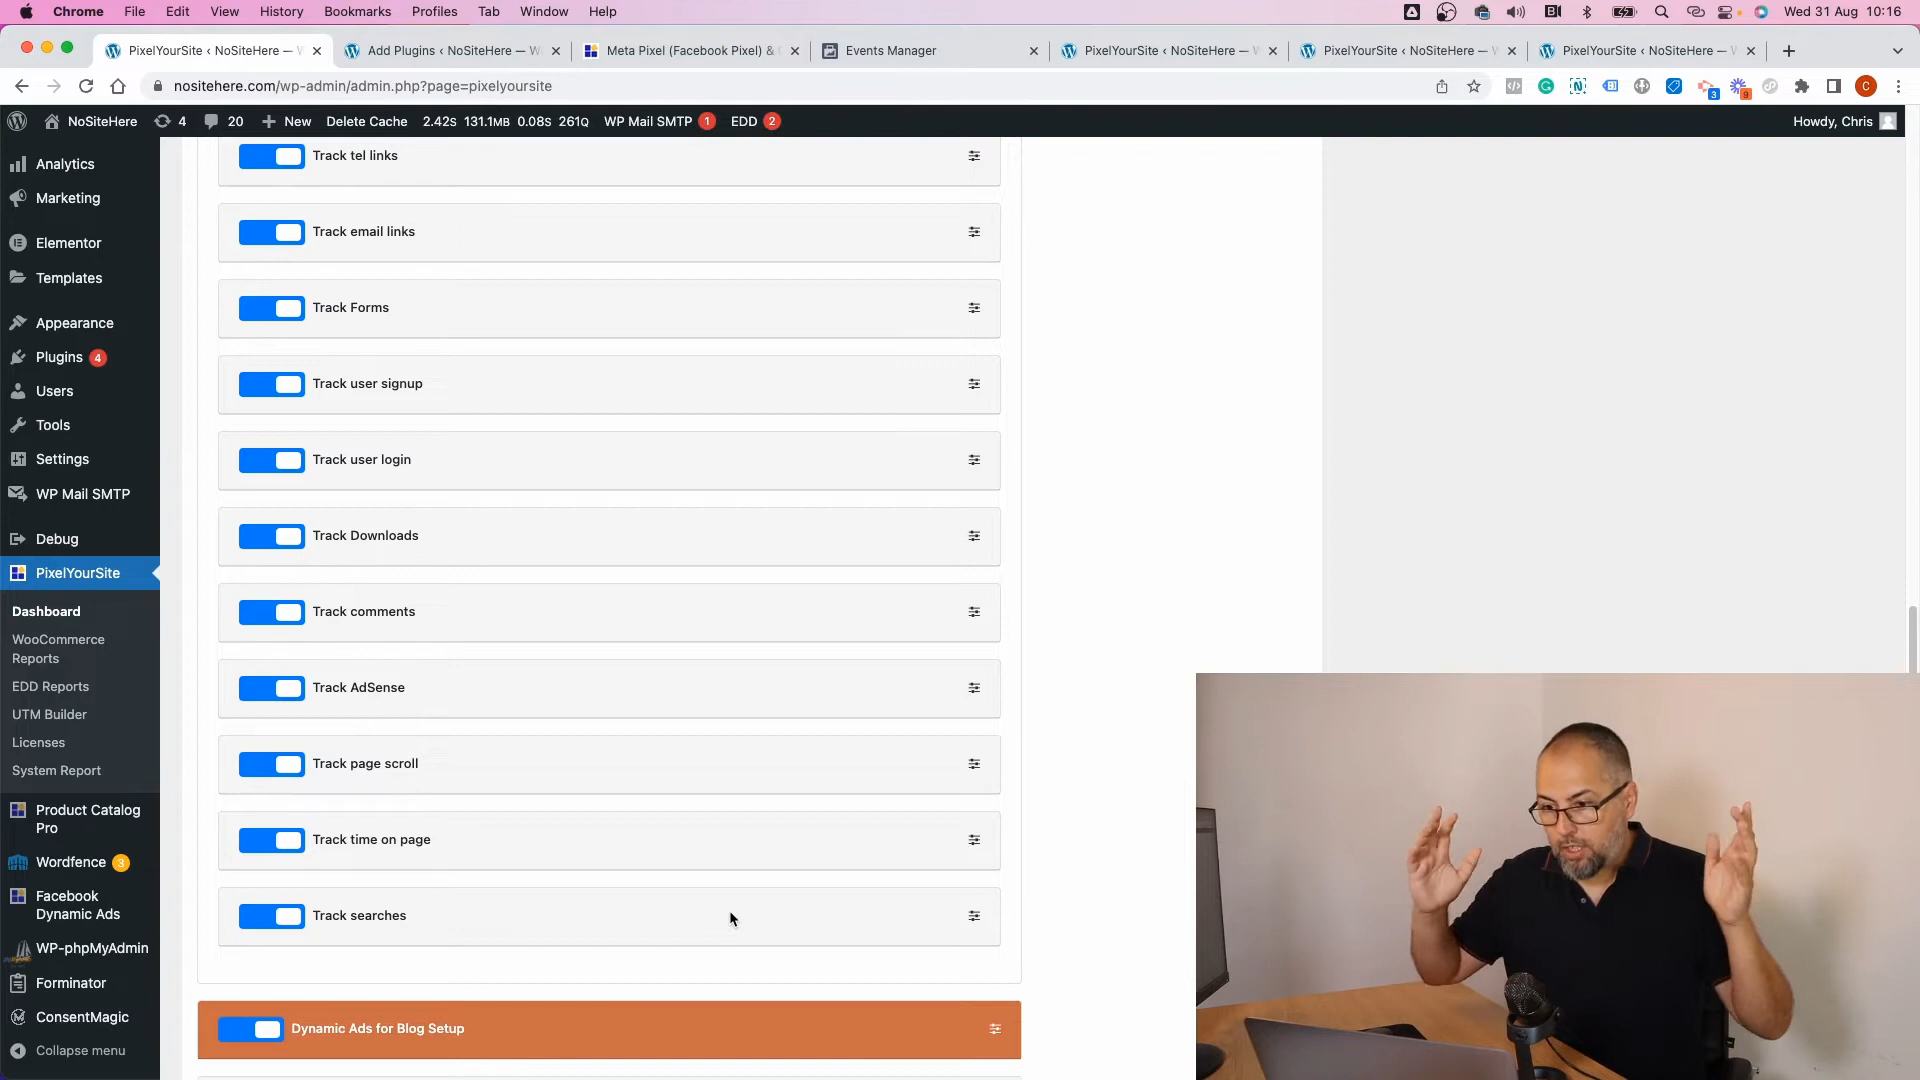 Chrome File Edit View History Bookmarks Profiles Tab Window Help Wed 31 Aug 10:16
PixelYourSite ‹ NoSiteHere — Add Plugins ‹ NoSiteHere — Meta Pixel (Facebook Pixel) & Events Manager PixelYourSite ‹ NoSiteHere — PixelYourSite ‹ NoSiteHere — PixelYourSite ‹ NoSiteHere —
nositehere.com/wp-admin/admin.php?page=pixelyoursite 3 9 C
NoSiteHere 4 20 New Delete Cache 2.42S 131.1MB 0.08S 261Q WP Mail SMTP 1 EDD 2 Howdy, Chris
Analytics
Marketing
Elementor
Templates
Appearance
Plugins 4
Users
Tools
Settings
WP Mail SMTP
Debug
PixelYourSite
Dashboard
WooCommerce
Reports
EDD Reports
UTM Builder
Licenses
System Report
Product Catalog
Pro
Wordfence 3
Facebook
Dynamic Ads
WP-phpMyAdmin
Forminator
ConsentMagic
Collapse menu
Track tel links
Track email links
Track Forms
Track user signup
Track user login
Track Downloads
Track comments
Track AdSense
Track page scroll
Track time on page
Track searches
Dynamic Ads for Blog Setup